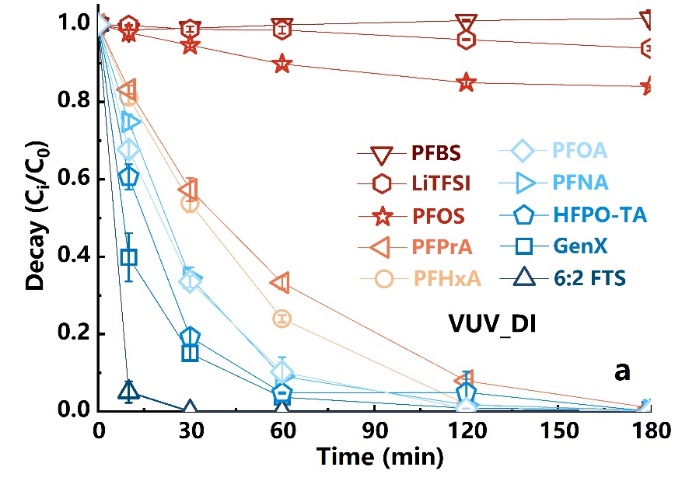 1.0
0.8
0.6
0.4
0.2
0.0
Decay (Cᵢ/C₀)
PFBS
LiTFSI
PFOS
PFPrA
PFHxA
PFOA
PFNA
HFPO-TA
GenX
6:2 FTS
VUV_DI
a
0 30 60 90 120 150 180
Time (min)